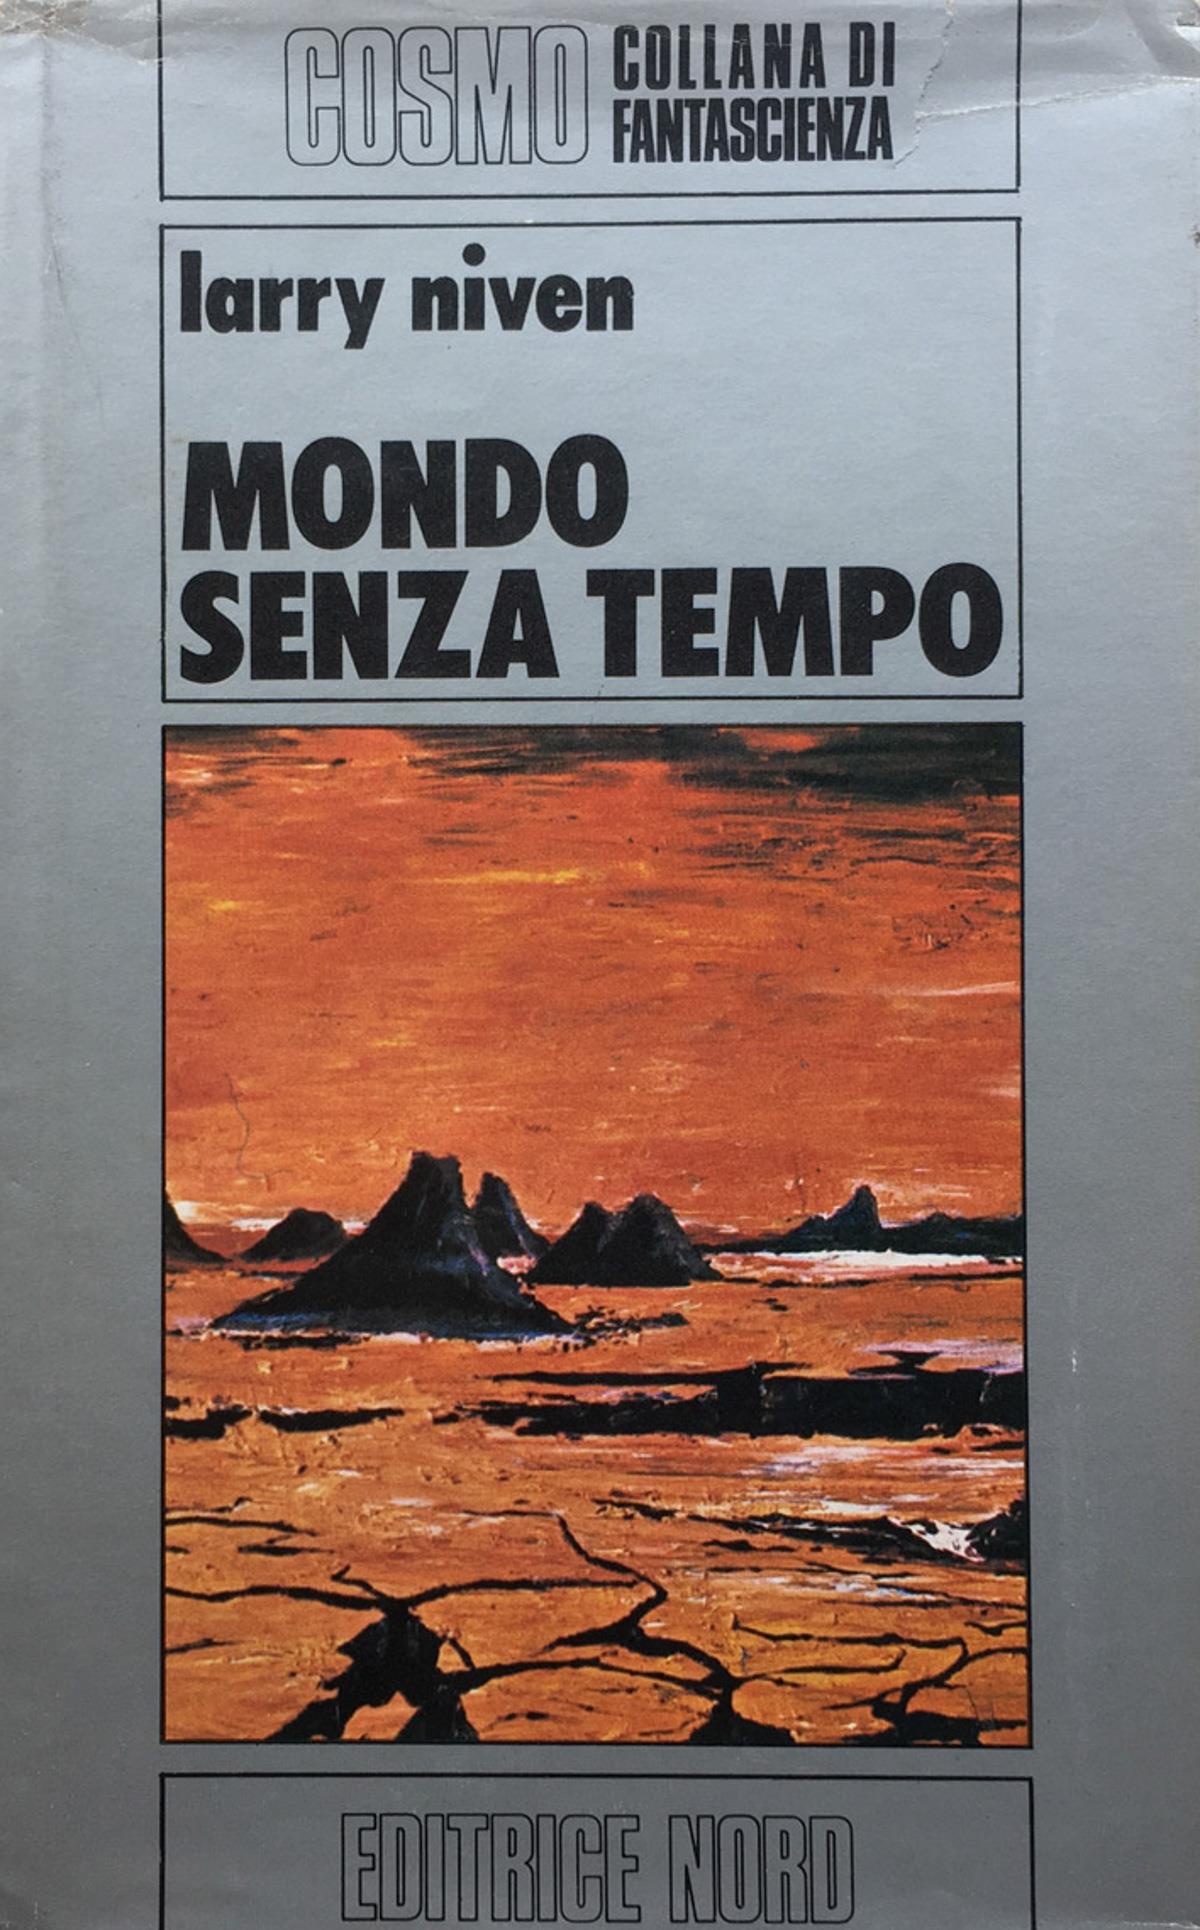 COSMO COLLANA DI
FANTASCIENZA
larry niven
MONDO
SENZA TEMPO
EDITRICE NORD